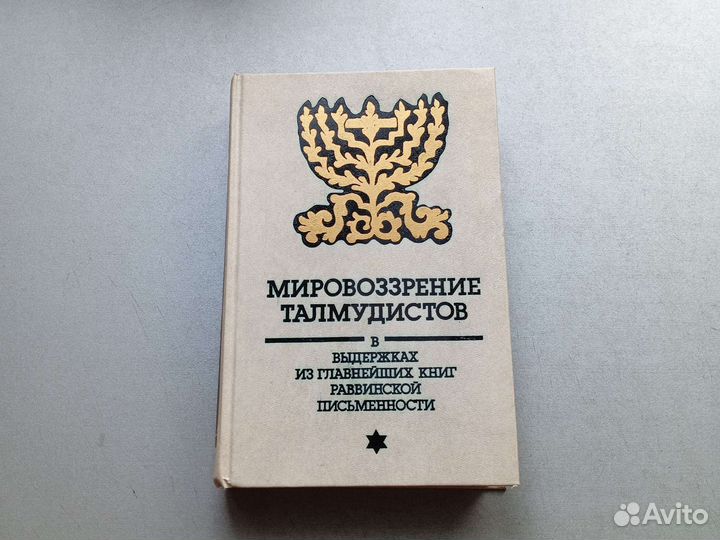 МИРОВОЗЗРЕНИЕ
ТАЛМУДИСТОВ
В
ВЫДЕРЖКАХ
ИЗ ГЛАВНЕЙШИХ КНИГ
РАВВИНСКОЙ
ПИСЬМЕННОСТИ
Avito